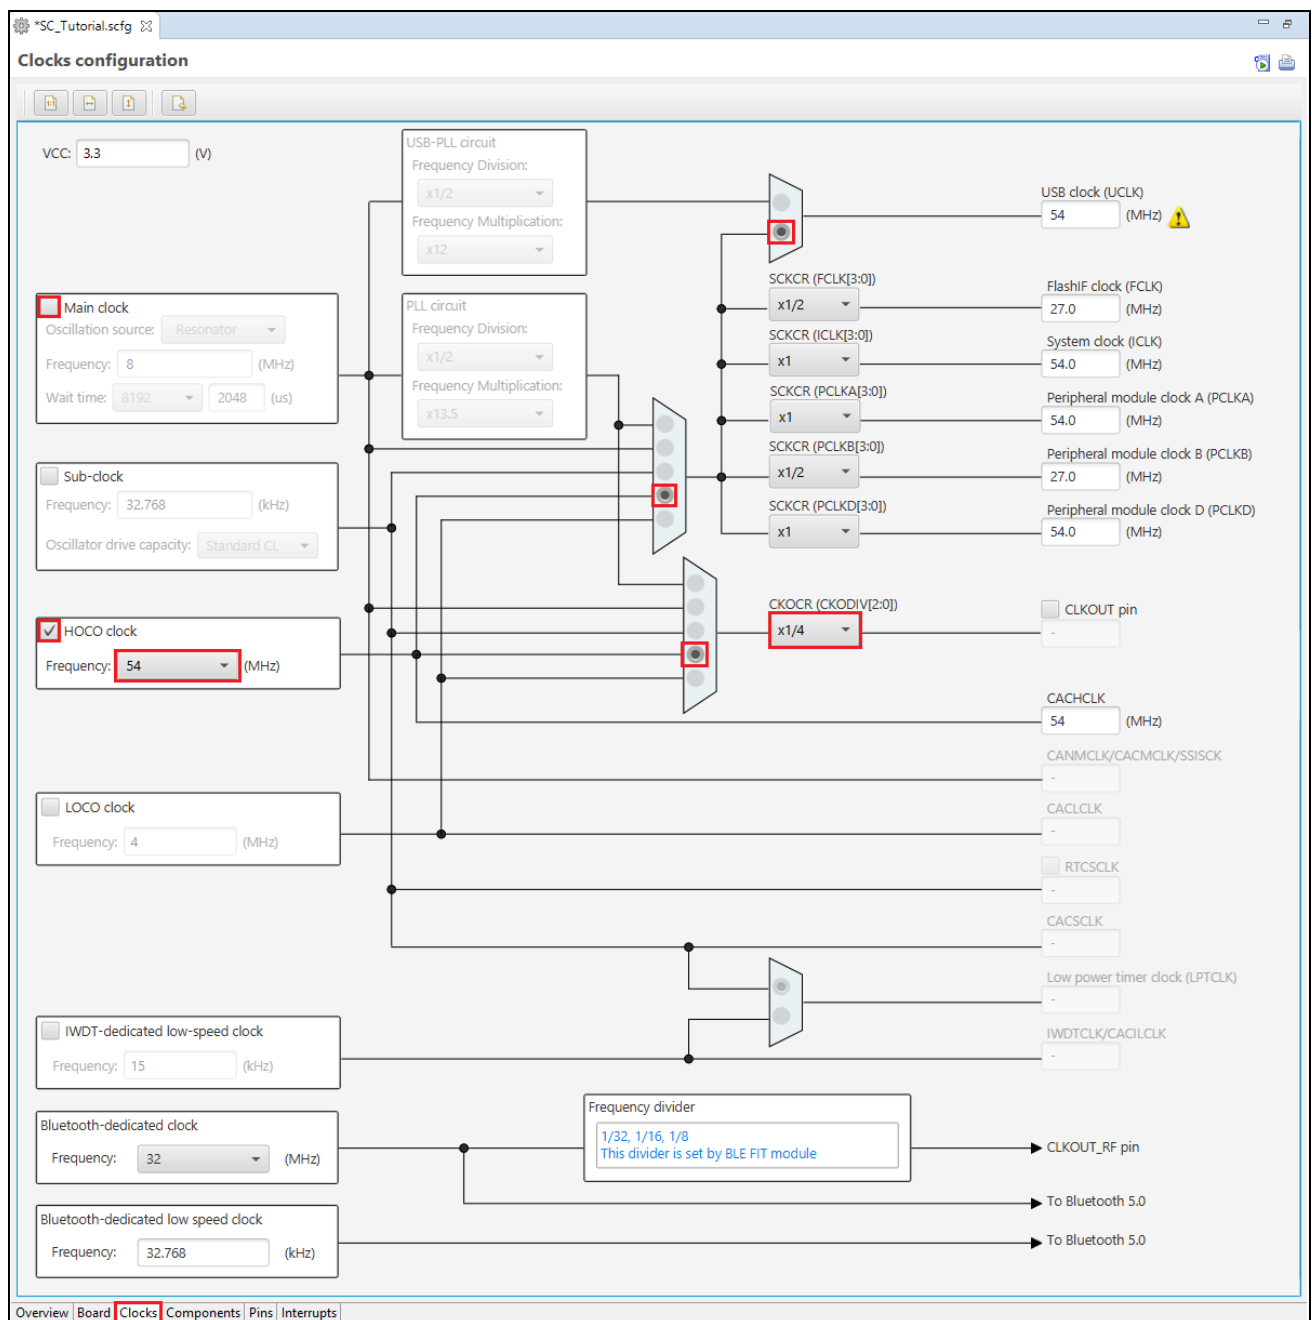 *SC_Tutorial.scfg
Clocks configuration
VCC: 3.3 (V)
USB-PLL circuit
Frequency Division:
x1/2
Frequency Multiplication:
x12
USB clock (UCLK)
54 (MHz)
Main clock
Oscillation source: Resonator
Frequency: 8 (MHz)
Wait time: 8192 2048 (us)
PLL circuit
Frequency Division:
x1/2
Frequency Multiplication:
x13.5
SCKCR (FCLK[3:0])
x1/2
FlashIF clock (FCLK)
27.0 (MHz)
SCKCR (ICLK[3:0])
x1
System clock (ICLK)
54.0 (MHz)
SCKCR (PCLKA[3:0])
x1
Peripheral module clock A (PCLKA)
54.0 (MHz)
SCKCR (PCLKB[3:0])
x1/2
Peripheral module clock B (PCLKB)
27.0 (MHz)
SCKCR (PCLKD[3:0])
x1
Peripheral module clock D (PCLKD)
54.0 (MHz)
Sub-clock
Frequency: 32.768 (kHz)
Oscillator drive capacity: Standard CL
HOCO clock
Frequency: 54 (MHz)
CKOCR (CKODIV[2:0])
x1/4
CLKOUT pin
-
CACHCLK
54 (MHz)
CANMCLK/CACMCLK/SSISCK
-
LOCO clock
Frequency: 4 (MHz)
CACLCLK
-
RTCSCLK
-
CACSCLK
-
Low power timer clock (LPTCLK)
-
IWDT-dedicated low-speed clock
Frequency: 15 (kHz)
IWDTCLK/CACILCLK
-
Bluetooth-dedicated clock
Frequency: 32 (MHz)
Frequency divider
1/32, 1/16, 1/8
This divider is set by BLE FIT module
CLKOUT_RF pin
To Bluetooth 5.0
Bluetooth-dedicated low speed clock
Frequency: 32.768 (kHz)
To Bluetooth 5.0
Overview Board Clocks Components Pins Interrupts